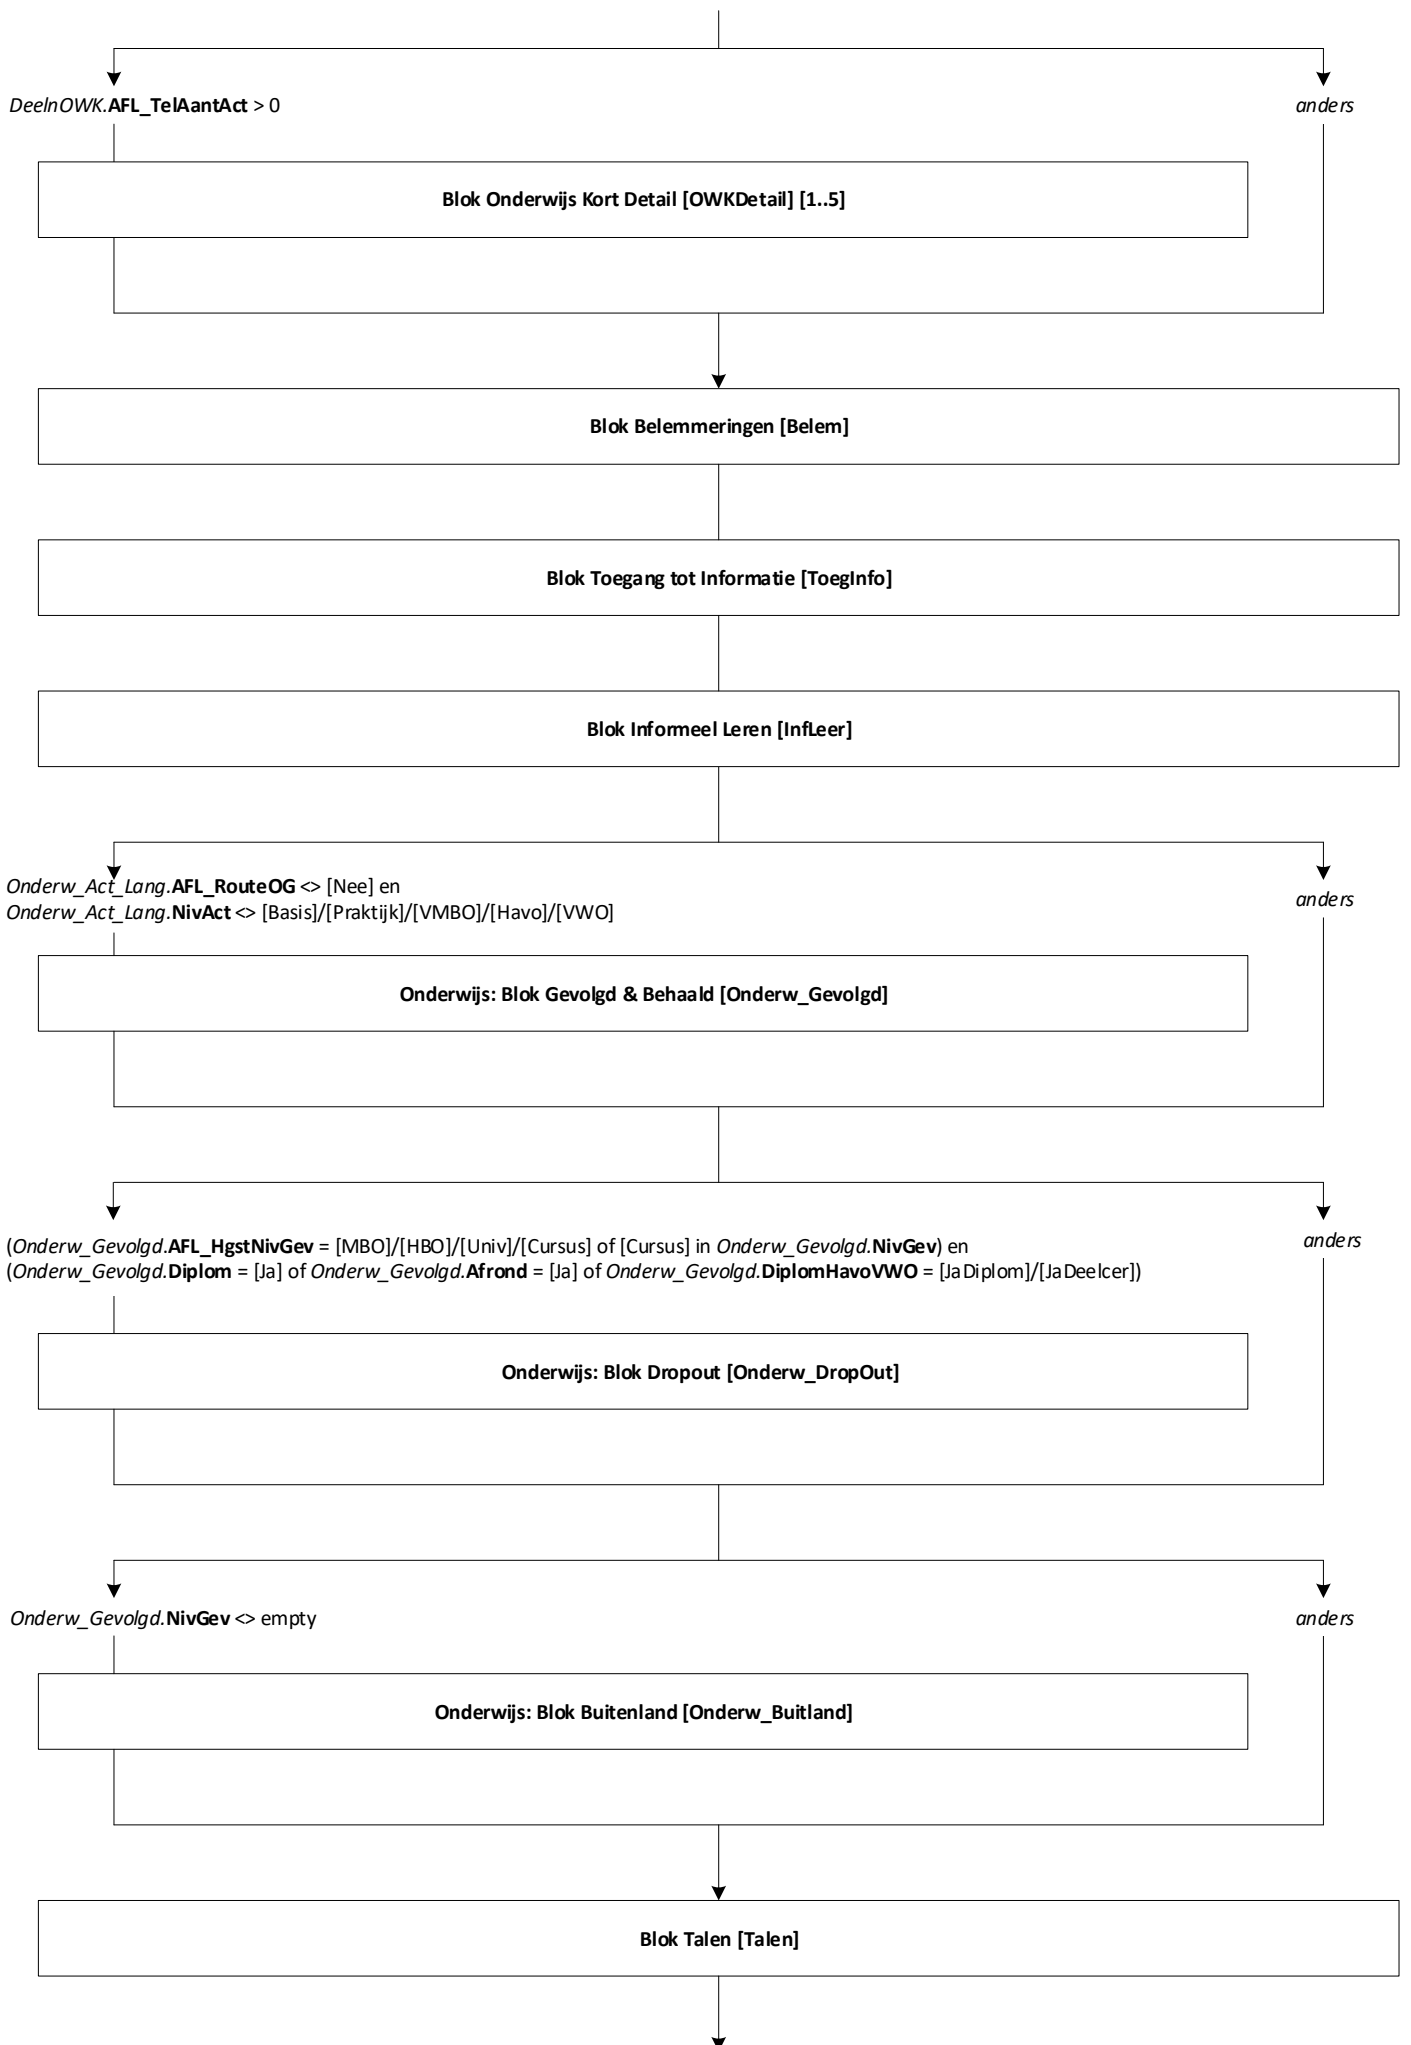 DeelnOWK.AFL_TelAantAct > 0
anders
Blok Onderwijs Kort Detail [OWKDetail] [1..5]
Blok Belemmeringen [Belem]
Blok Toegang tot Informatie [ToegInfo]
Blok Informeel Leren [InfLeer]
Onderw_Act_Lang.AFL_RouteOG <> [Nee] en
Onderw_Act_Lang.NivAct <> [Basis]/[Praktijk]/[VMBO]/[Havo]/[VWO]
anders
Onderwijs: Blok Gevolgd & Behaald [Onderw_Gevolgd]
(Onderw_Gevolgd.AFL_HgstNivGev = [MBO]/[HBO]/[Univ]/[Cursus] of [Cursus] in Onderw_Gevolgd.NivGev) en
(Onderw_Gevolgd.Diplom = [Ja] of Onderw_Gevolgd.Afrond = [Ja] of Onderw_Gevolgd.DiplomHavoVWO = [JaDiplom]/[JaDeelcer])
anders
Onderwijs: Blok Dropout [Onderw_DropOut]
Onderw_Gevolgd.NivGev <> empty
anders
Onderwijs: Blok Buitenland [Onderw_Buitland]
Blok Talen [Talen]